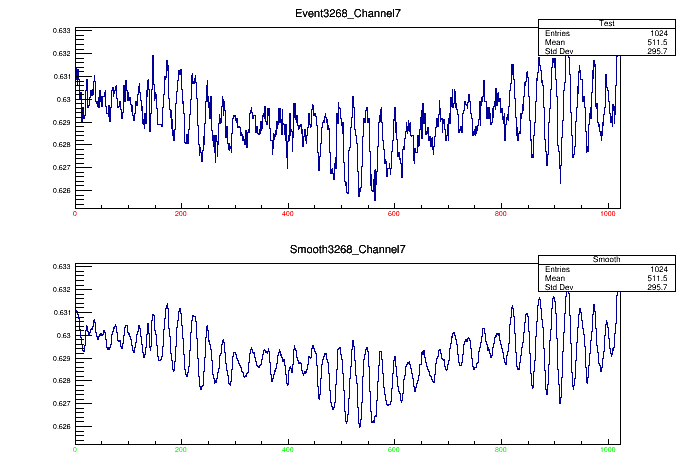 Event3268_Channel7
Test
Entries 1024
Mean 511.5
Std Dev 295.7
0.633
0.632
0.631
0.63
0.629
0.628
0.627
0.626
0 200 400 600 800 1000
Smooth3268_Channel7
Smooth
Entries 1024
Mean 511.5
Std Dev 295.7
0.633
0.632
0.631
0.63
0.629
0.628
0.627
0.626
0 200 400 600 800 1000